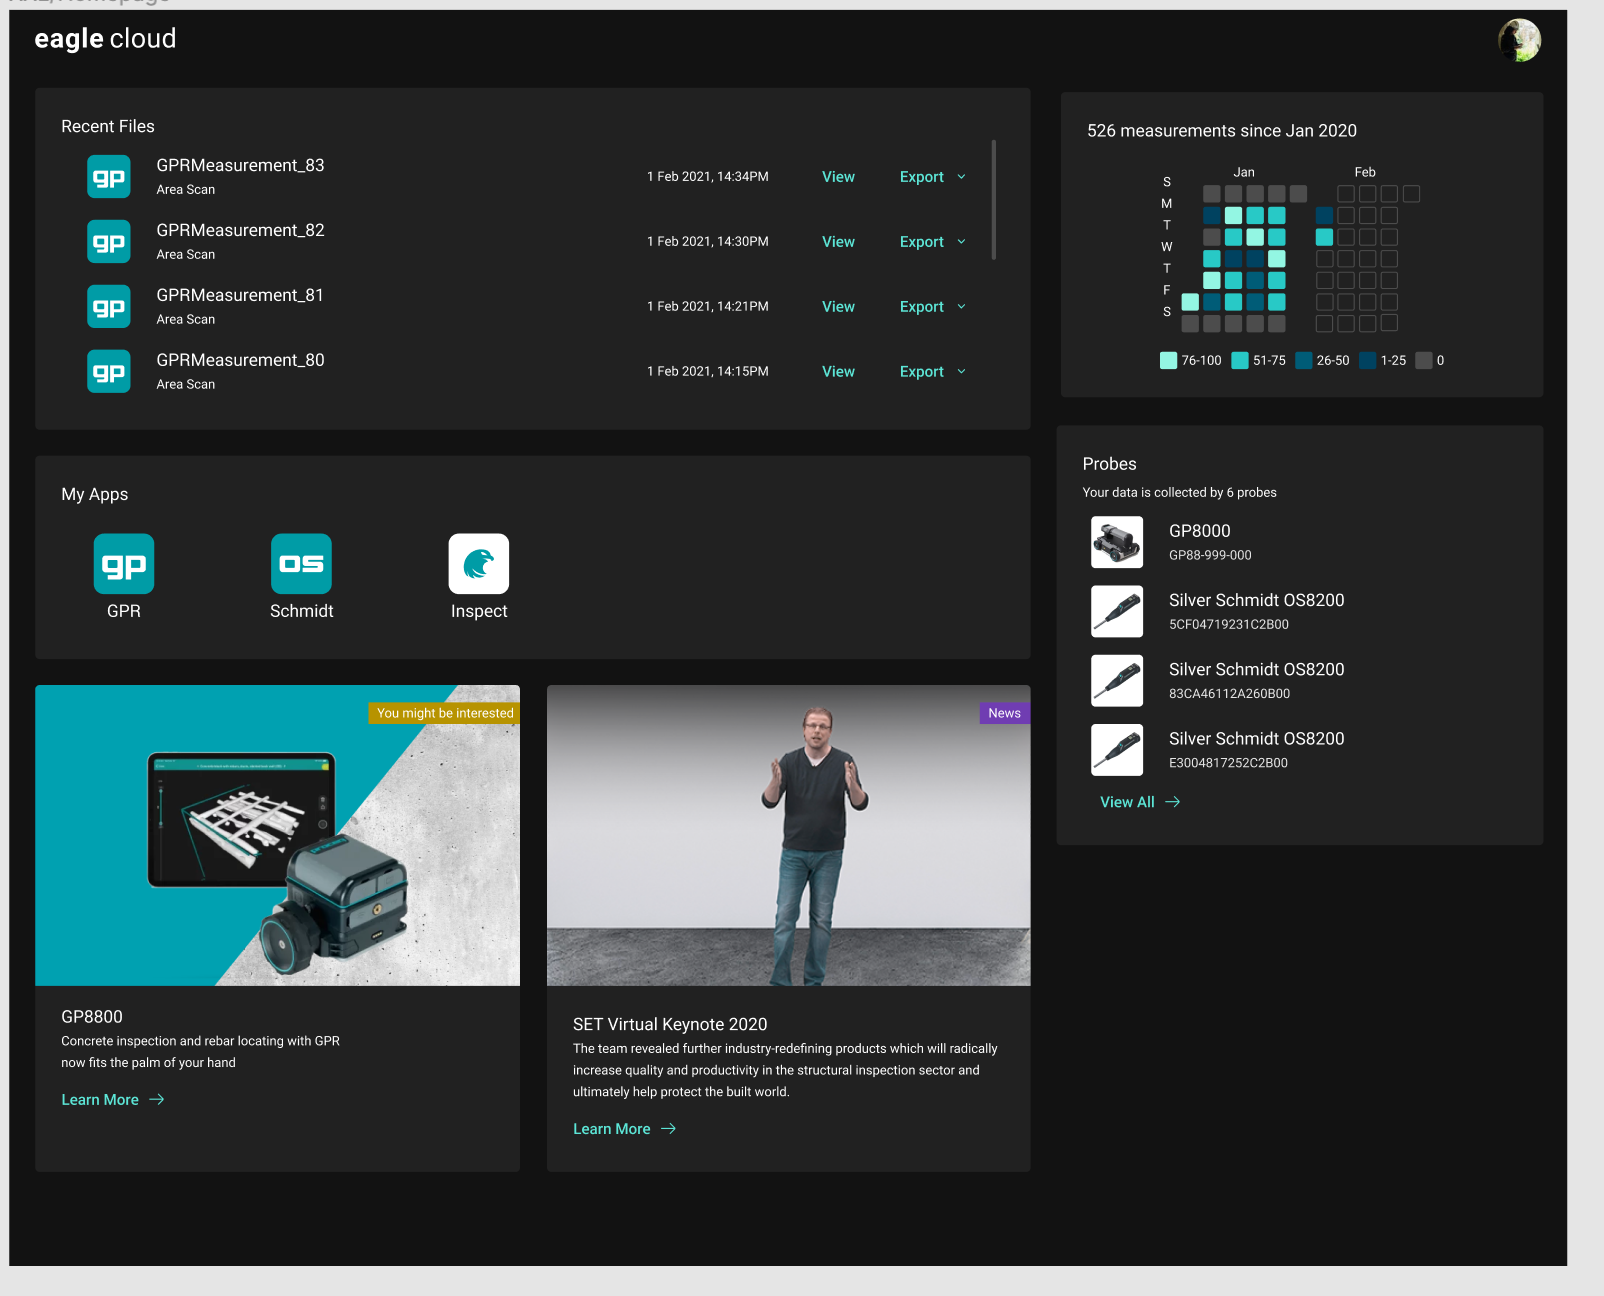 eagle cloud
Recent Files
gp
GPRMeasurement_83
Area Scan
1 Feb 2021, 14:34PM
View
Export
gp
GPRMeasurement_82
Area Scan
1 Feb 2021, 14:30PM
View
Export
gp
GPRMeasurement_81
Area Scan
1 Feb 2021, 14:21PM
View
Export
gp
GPRMeasurement_80
Area Scan
1 Feb 2021, 14:15PM
View
Export
526 measurements since Jan 2020
Jan
Feb
S
M
T
W
T
F
S
76-100
51-75
26-50
1-25
0
My Apps
gp
GPR
os
Schmidt
Inspect
Probes
Your data is collected by 6 probes
GP8000
GP88-999-000
Silver Schmidt OS8200
5CF04719231C2B00
Silver Schmidt OS8200
83CA46112A260B00
Silver Schmidt OS8200
E3004817252C2B00
View All
You might be interested
GP8800
Concrete inspection and rebar locating with GPR
now fits the palm of your hand
Learn More
News
SET Virtual Keynote 2020
The team revealed further industry-redefining products which will radically
increase quality and productivity in the structural inspection sector and
ultimately help protect the built world.
Learn More